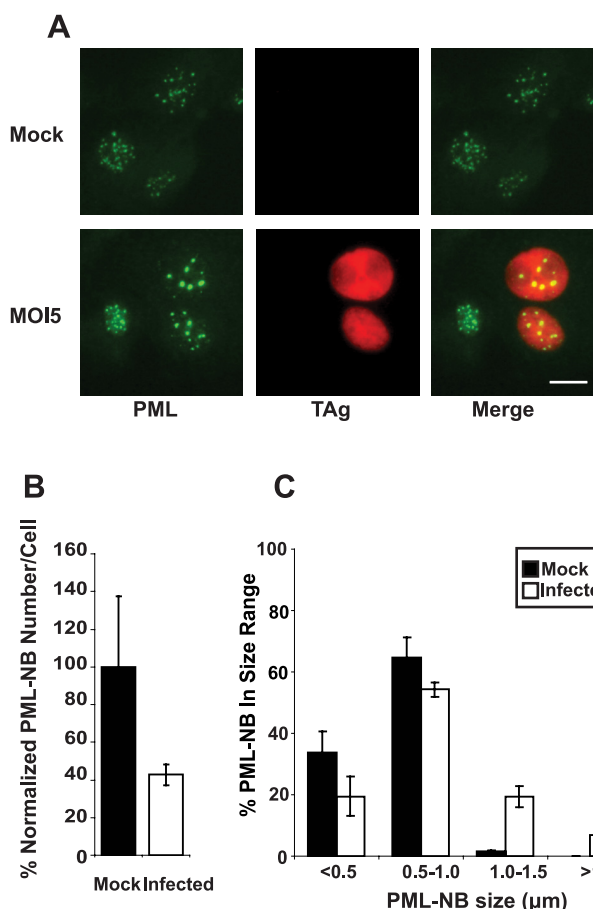 A
Mock
MOI5
PML TAg Merge
B
% Normalized PML-NB Number/Cell
160
140
120
100
80
60
40
20
0
Mock Infected
C
% PML-NB In Size Range
100
80
60
40
20
0
Mock
Infecte
<0.5 0.5-1.0 1.0-1.5 >
PML-NB size (µm)